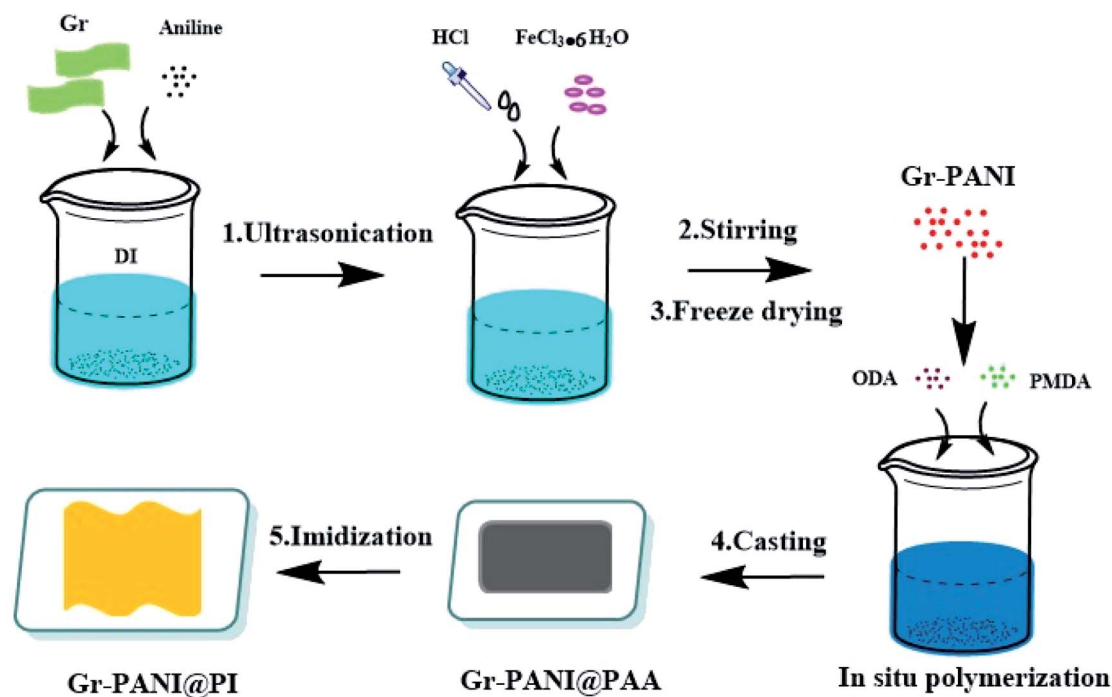 Gr
Aniline
HCl
FeCl₃•6H₂O
DI
1.Ultrasonication
2.Stirring
3.Freeze drying
Gr-PANI
ODA
PMDA
In situ polymerization
4.Casting
Gr-PANI@PAA
5.Imidization
Gr-PANI@PI